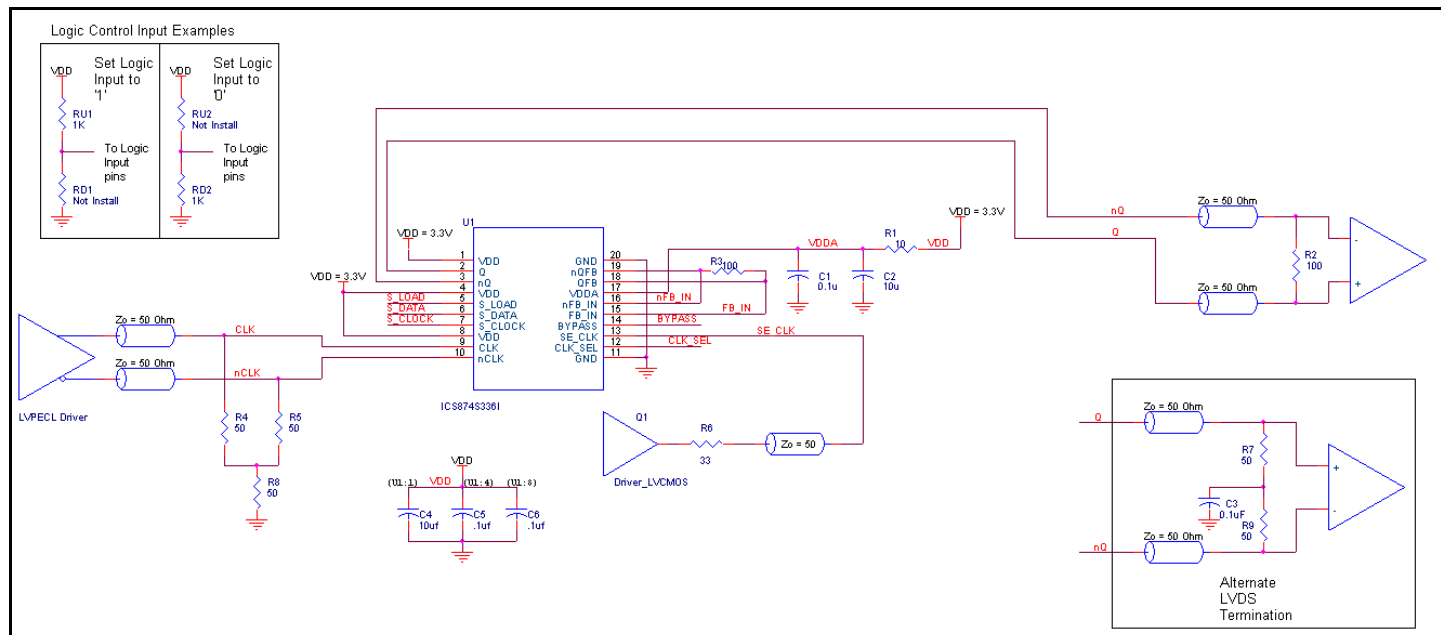 Logic Control Input Examples
Set Logic
Input to
'1'
VDD
RU1
1K
To Logic
Input
pins
RD1
Not Install
Set Logic
Input to
'0'
VDD
RU2
Not Install
To Logic
Input
pins
RD2
1K
U1
VDD = 3.3V
VDD = 3.3V
1 VDD
2 Q
3 nQ
4 VDD
S_LOAD 5 S_LOAD
S_DATA 6 S_DATA
S_CLOCK 7 S_CLOCK
8 VDD
9 CLK
10 nCLK
GND 20
nQFB 19
QFB 18
VDDA 17
nFB_IN 16 nFB_IN
FB_IN 15 FB_IN
BYPASS 14 BYPASS
SE_CLK 13 SE_CLK
CLK_SEL 12 CLK_SEL
GND 11
ICS874S336I
R3
100
VDDA
C1
0.1u
C2
10u
R1
10
VDD
VDD = 3.3V
Zo = 50 Ohm
CLK
Zo = 50 Ohm
nCLK
LVPECL Driver
R4
50
R5
50
R8
50
VDD
(U1:1) VDD (U1:4) (U1:8)
C4
10uf
C5
.1uf
C6
.1uf
Q1
R6
33
Zo = 50
Driver_LVCMOS
nQ
Zo = 50 Ohm
Q
Zo = 50 Ohm
R2
100
-
+
Q
Zo = 50 Ohm
R7
50
C3
0.1uF
R9
50
nQ
Zo = 50 Ohm
+
-
Alternate
LVDS
Termination